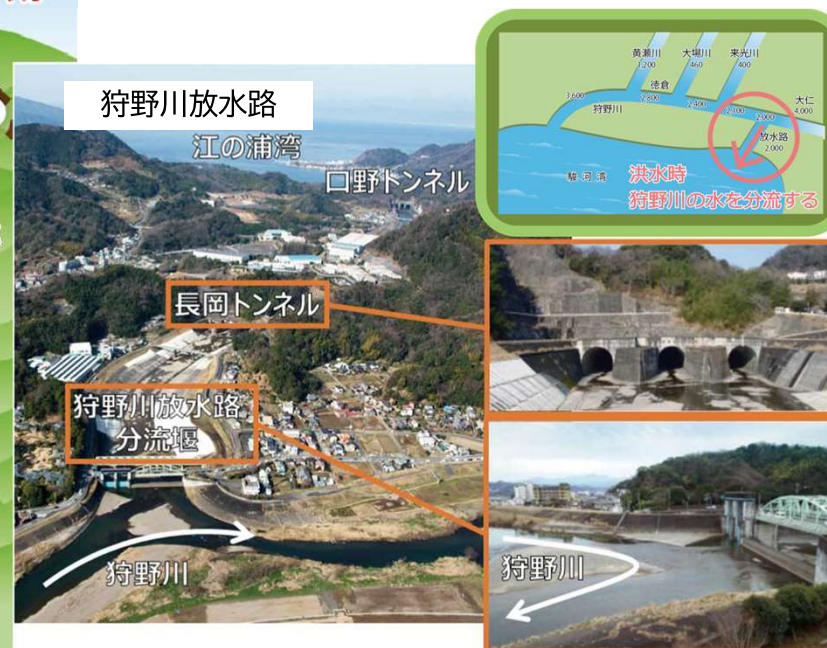 狩野川放水路
江の浦湾
口野トンネル
長岡トンネル
狩野川放水路
分流堰
狩野川
黄瀬川
1,200
大場川
460
来光川
400
徳倉
3,600
2,800
2,400
2,100
2,000
大仁
4,000
狩野川
放水路
2,000
駿河湾
洪水時
狩野川の水を分流する
狩野川